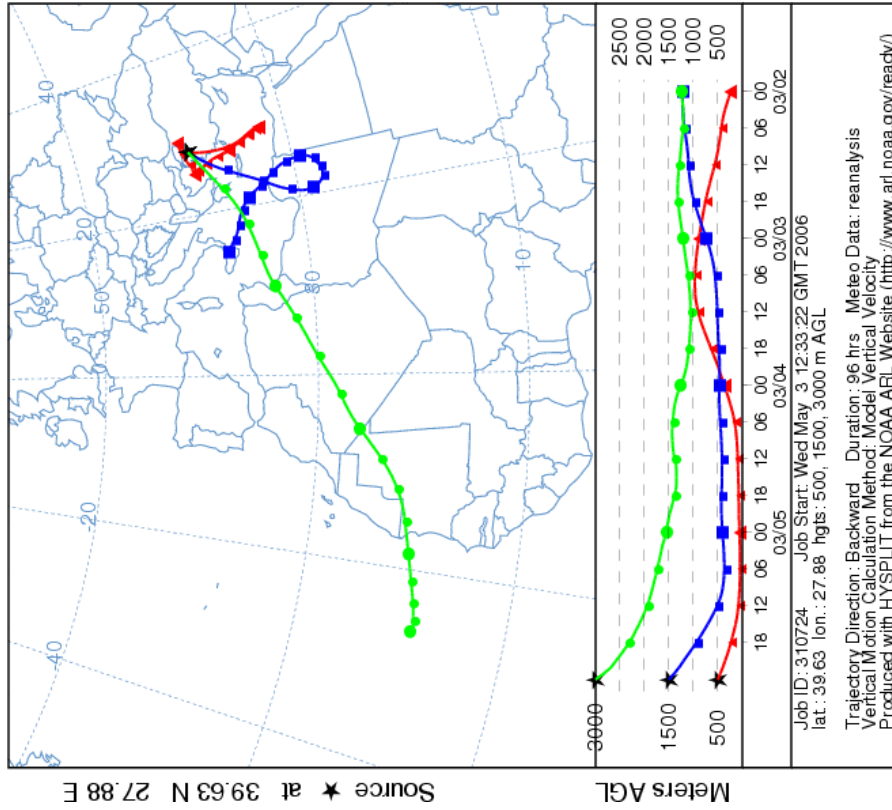 40
20
50
-20
-40
30
10
Source ★ at 39.63 N 27.88 E
Meters AGL
3000
1500
500
2500
2000
1500
1000
500
18 12 06 00 18 12 06 00 18 12 06 00 18 12 06 00
03/05 03/04 03/03 03/02
Job ID: 310724 Job Start: Wed May 3 12:33:22 GMT 2006
lat.: 39.63 lon.: 27.88 hgts: 500, 1500, 3000 m AGL
Trajectory Direction: Backward Duration: 96 hrs Meteo Data: reanalysis
Vertical Motion Calculation Method: Model Vertical Velocity
Produced with HYSPLIT from the NOAA ARL Website (http://www.arl.noaa.gov/ready/)